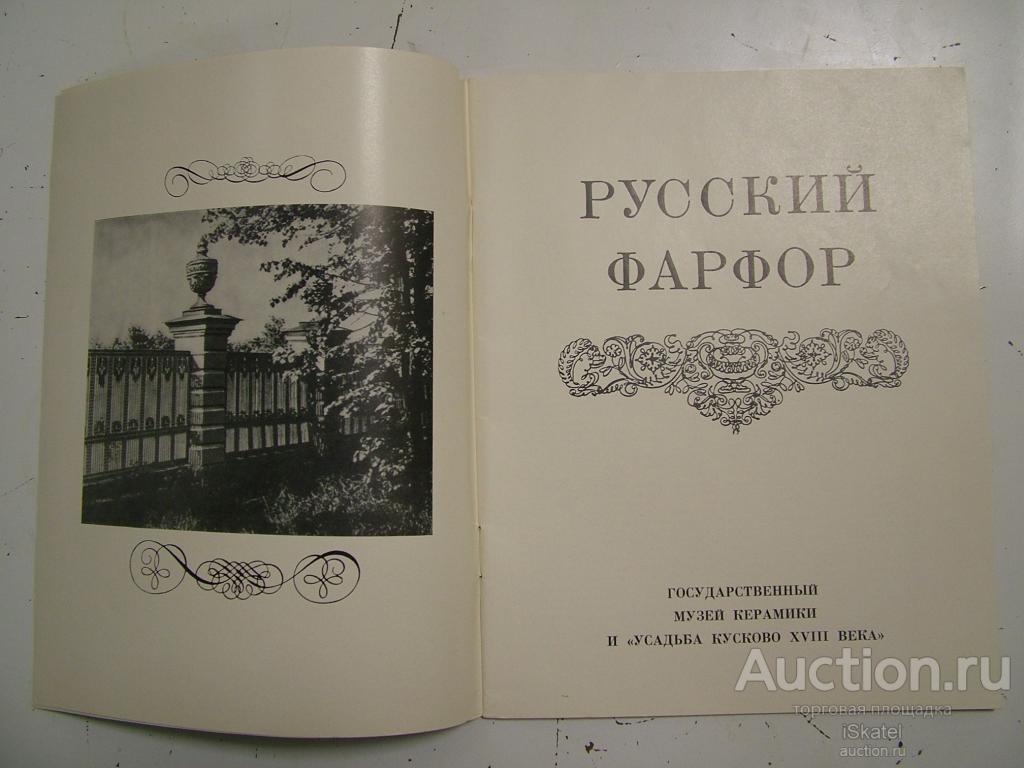 РУССКИЙ
ФАРФОР
ГОСУДАРСТВЕННЫЙ
МУЗЕЙ КЕРАМИКИ
И «УСАДЬБА КУСКОВО XVIII ВЕКА»
Auction.ru
торговая площадка
iSkatel
auction.ru